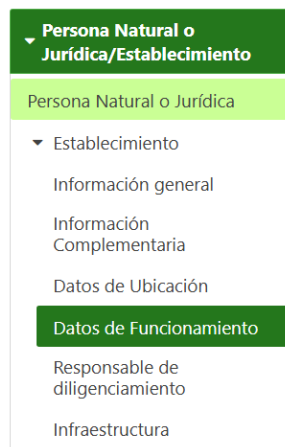 Persona Natural o
Jurídica/Establecimiento
Persona Natural o Jurídica
Establecimiento
Información general
Información
Complementaria
Datos de Ubicación
Datos de Funcionamiento
Responsable de
diligenciamiento
Infraestructura